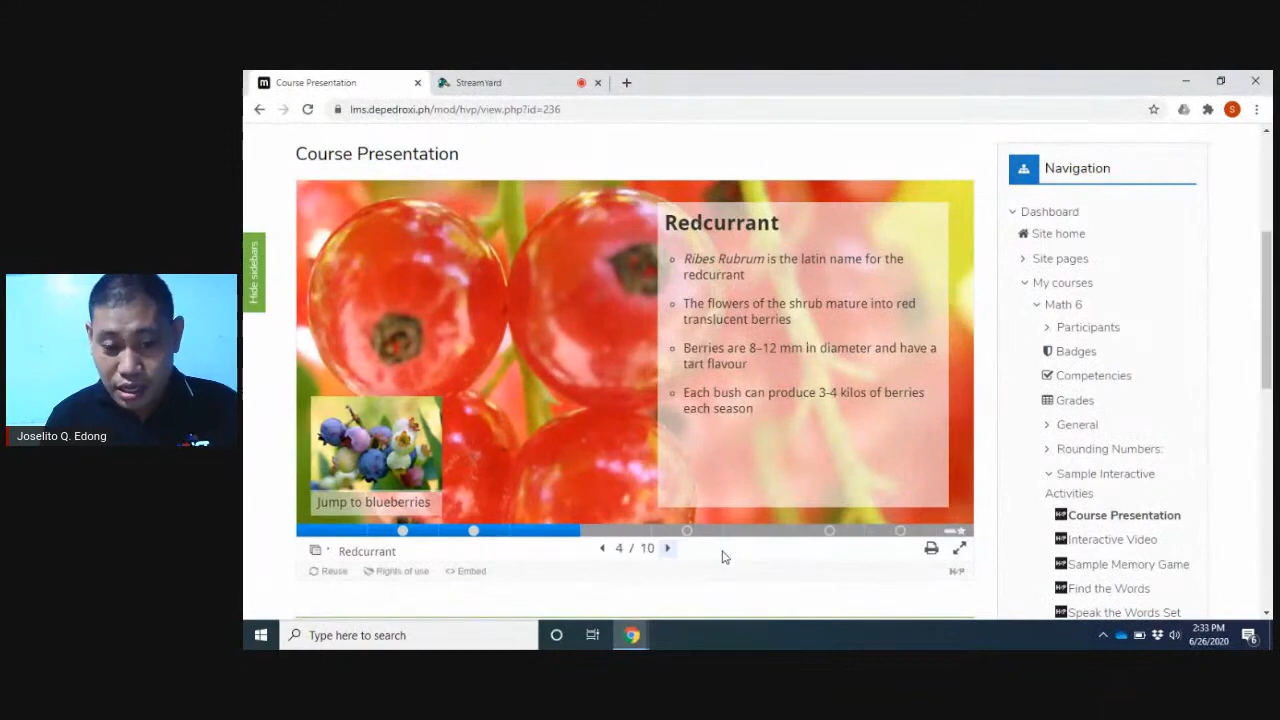 Course Presentation
StreamYard
lms.depedroxi.ph/mod/hvp/view.php?id=236
S
Course Presentation
Hide sidebars
Redcurrant
Ribes Rubrum is the latin name for the
redcurrant
The flowers of the shrub mature into red
translucent berries
Berries are 8–12 mm in diameter and have a
tart flavour
Each bush can produce 3-4 kilos of berries
each season
Jump to blueberries
Redcurrant
4 / 10
Reuse
Rights of use
Embed
H-P
Navigation
Dashboard
Site home
Site pages
My courses
Math 6
Participants
Badges
Competencies
Grades
General
Rounding Numbers:
Sample Interactive
Activities
Course Presentation
Interactive Video
Sample Memory Game
Find the Words
Speak the Words Set
Joselito Q. Edong
Type here to search
2:33 PM
6/26/2020
6